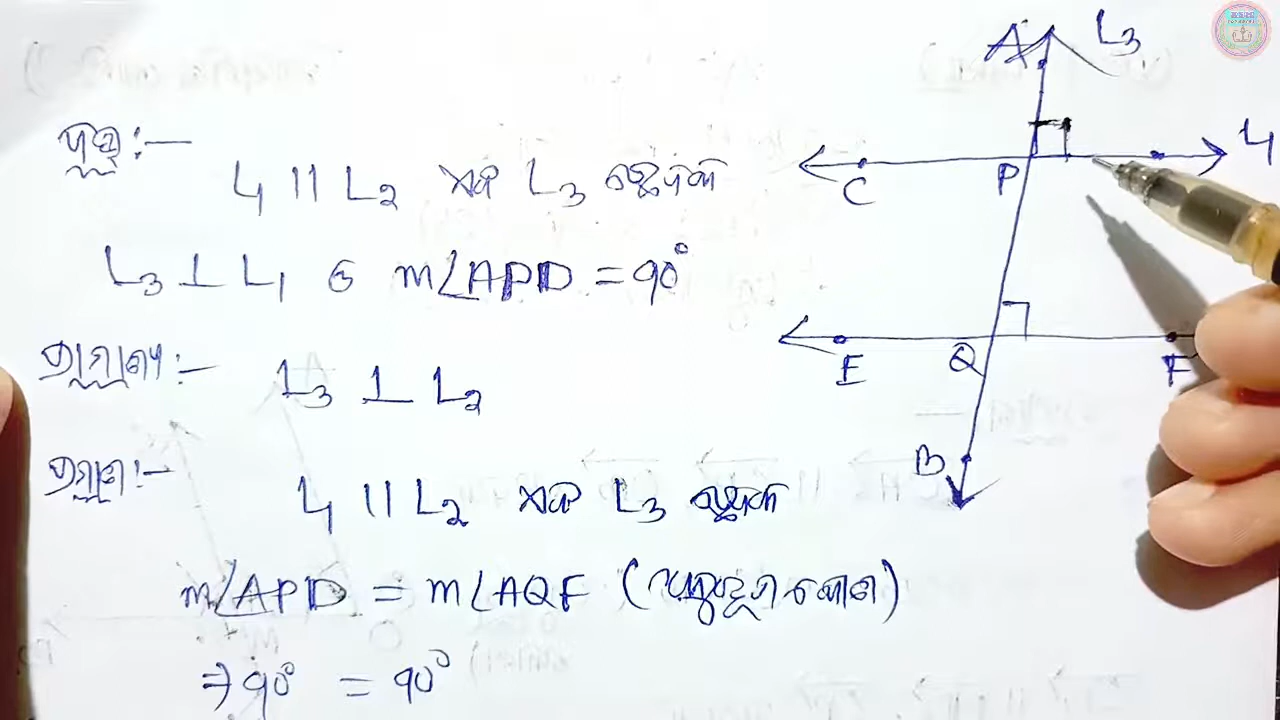 ଦତ୍ତ :—
L1 || L2 ଏବଂ L3 ଛେଦକ
L3 ⊥ L1 ଓ m∠APD = 90°
ପ୍ରାମାଣ୍ୟ :—
L3 ⊥ L2
ପ୍ରମାଣ :—
L1 || L2 ଏବଂ L3 ଛେଦକ
m∠APD = m∠AQF (ଅନୁରୂପ କୋଣ)
⇒ 90° = 90°
A L3
L1
C P
E Q F
B